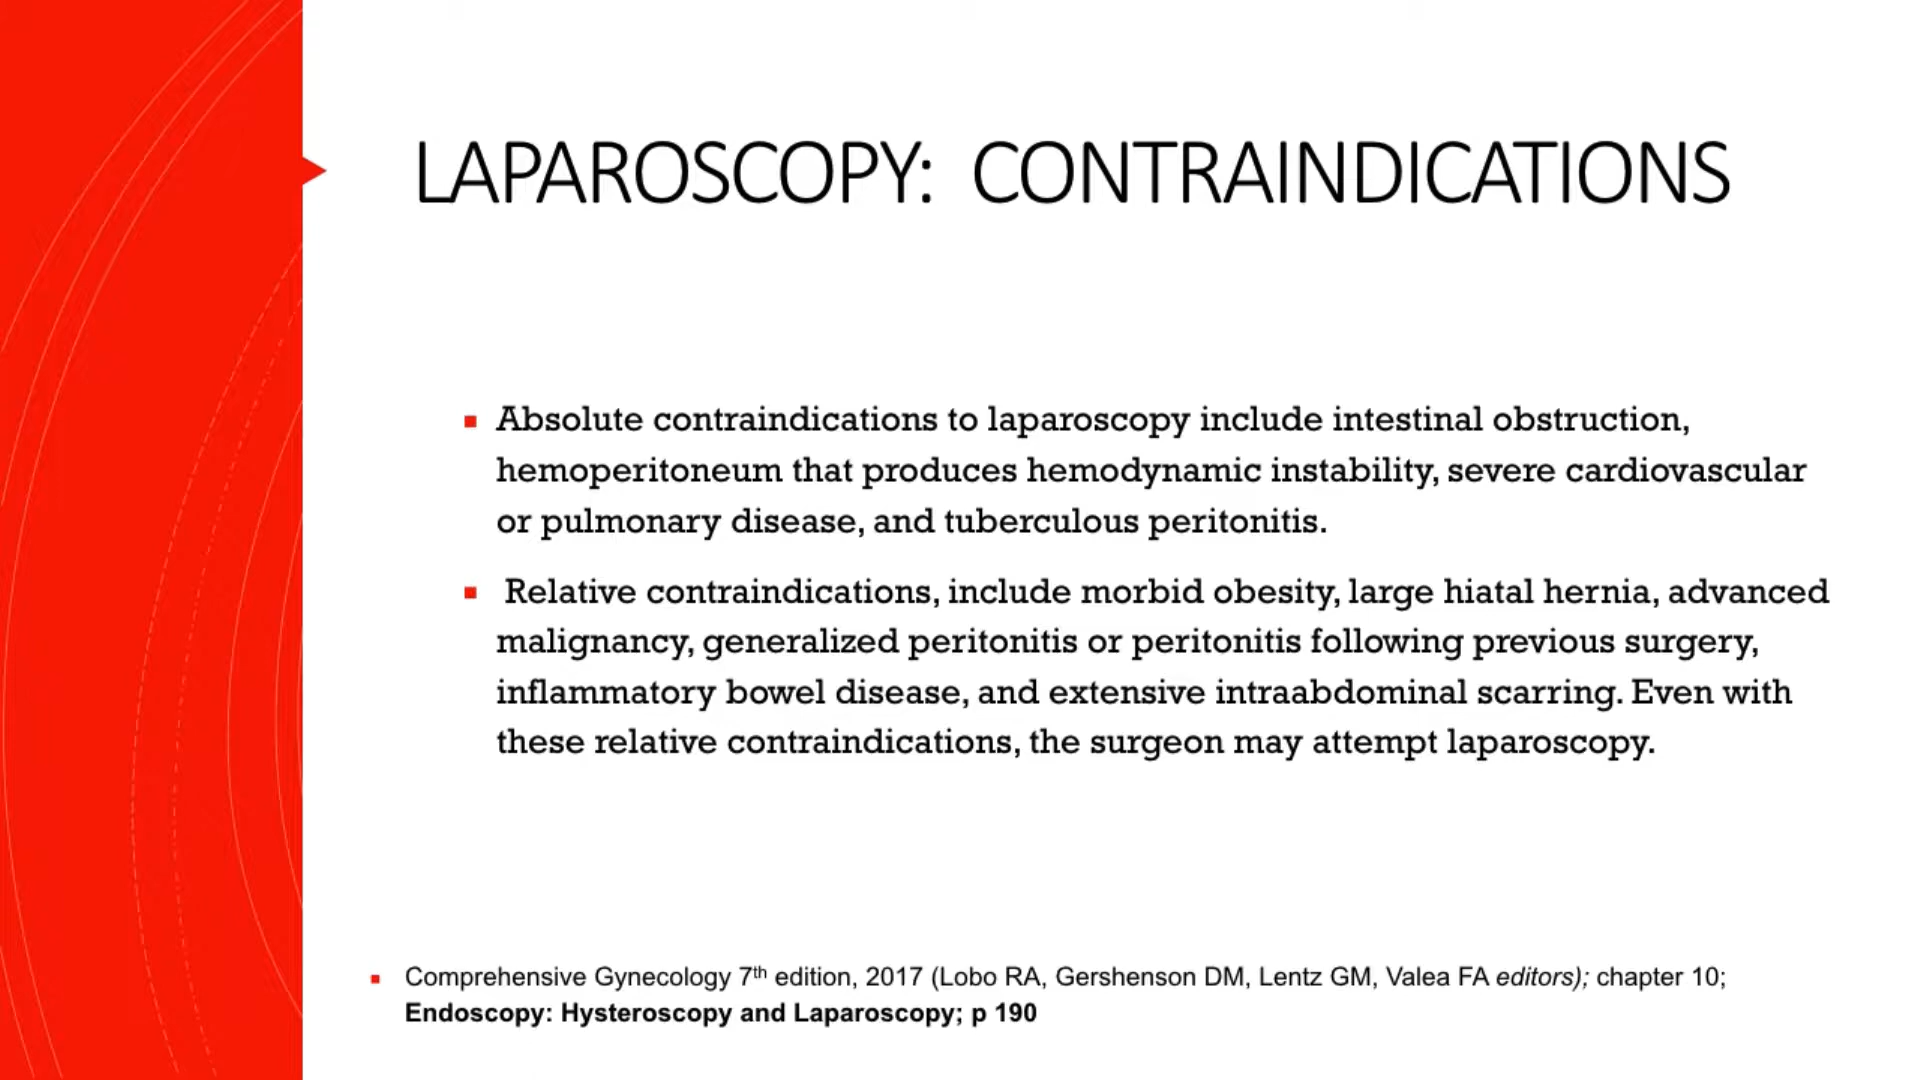 LAPAROSCOPY: CONTRAINDICATIONS
Absolute contraindications to laparoscopy include intestinal obstruction,
hemoperitoneum that produces hemodynamic instability, severe cardiovascular
or pulmonary disease, and tuberculous peritonitis.
Relative contraindications, include morbid obesity, large hiatal hernia, advanced
malignancy, generalized peritonitis or peritonitis following previous surgery,
inflammatory bowel disease, and extensive intraabdominal scarring. Even with
these relative contraindications, the surgeon may attempt laparoscopy.
Comprehensive Gynecology 7th edition, 2017 (Lobo RA, Gershenson DM, Lentz GM, Valea FA editors); chapter 10;
Endoscopy: Hysteroscopy and Laparoscopy; p 190